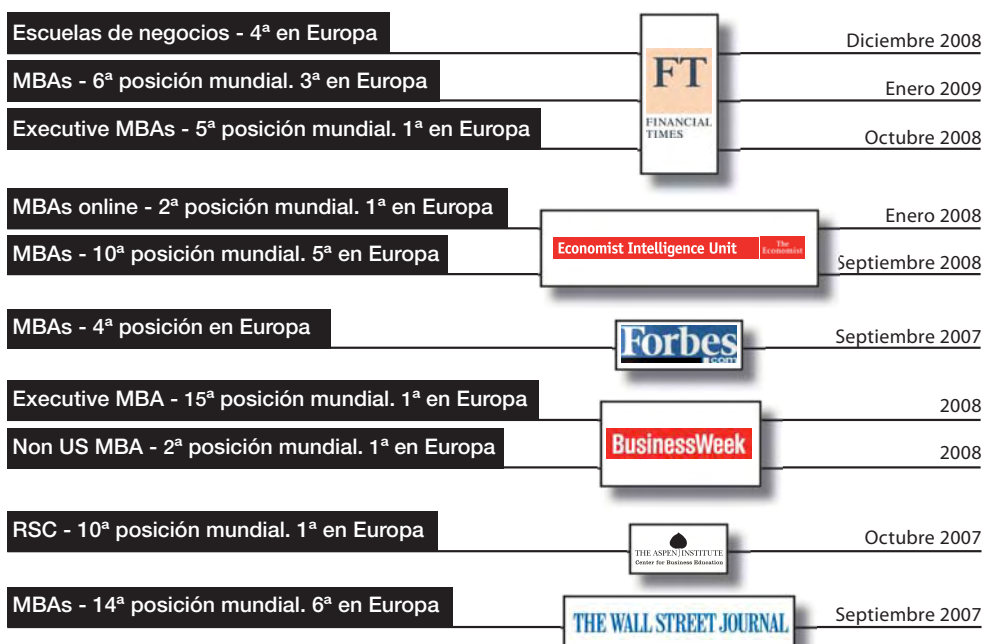 Escuelas de negocios - 4ª en Europa
Diciembre 2008
MBAs - 6ª posición mundial. 3ª en Europa
Enero 2009
Executive MBAs - 5ª posición mundial. 1ª en Europa
Octubre 2008
FT
FINANCIAL
TIMES
MBAs online - 2ª posición mundial. 1ª en Europa
Enero 2008
MBAs - 10ª posición mundial. 5ª en Europa
Septiembre 2008
Economist Intelligence Unit
The
Economist
MBAs - 4ª posición en Europa
Forbes
.com
Septiembre 2007
Executive MBA - 15ª posición mundial. 1ª en Europa
2008
Non US MBA - 2ª posición mundial. 1ª en Europa
2008
BusinessWeek
RSC - 10ª posición mundial. 1ª en Europa
THE ASPEN INSTITUTE
Center for Business Education
Octubre 2007
MBAs - 14ª posición mundial. 6ª en Europa
THE WALL STREET JOURNAL
Septiembre 2007